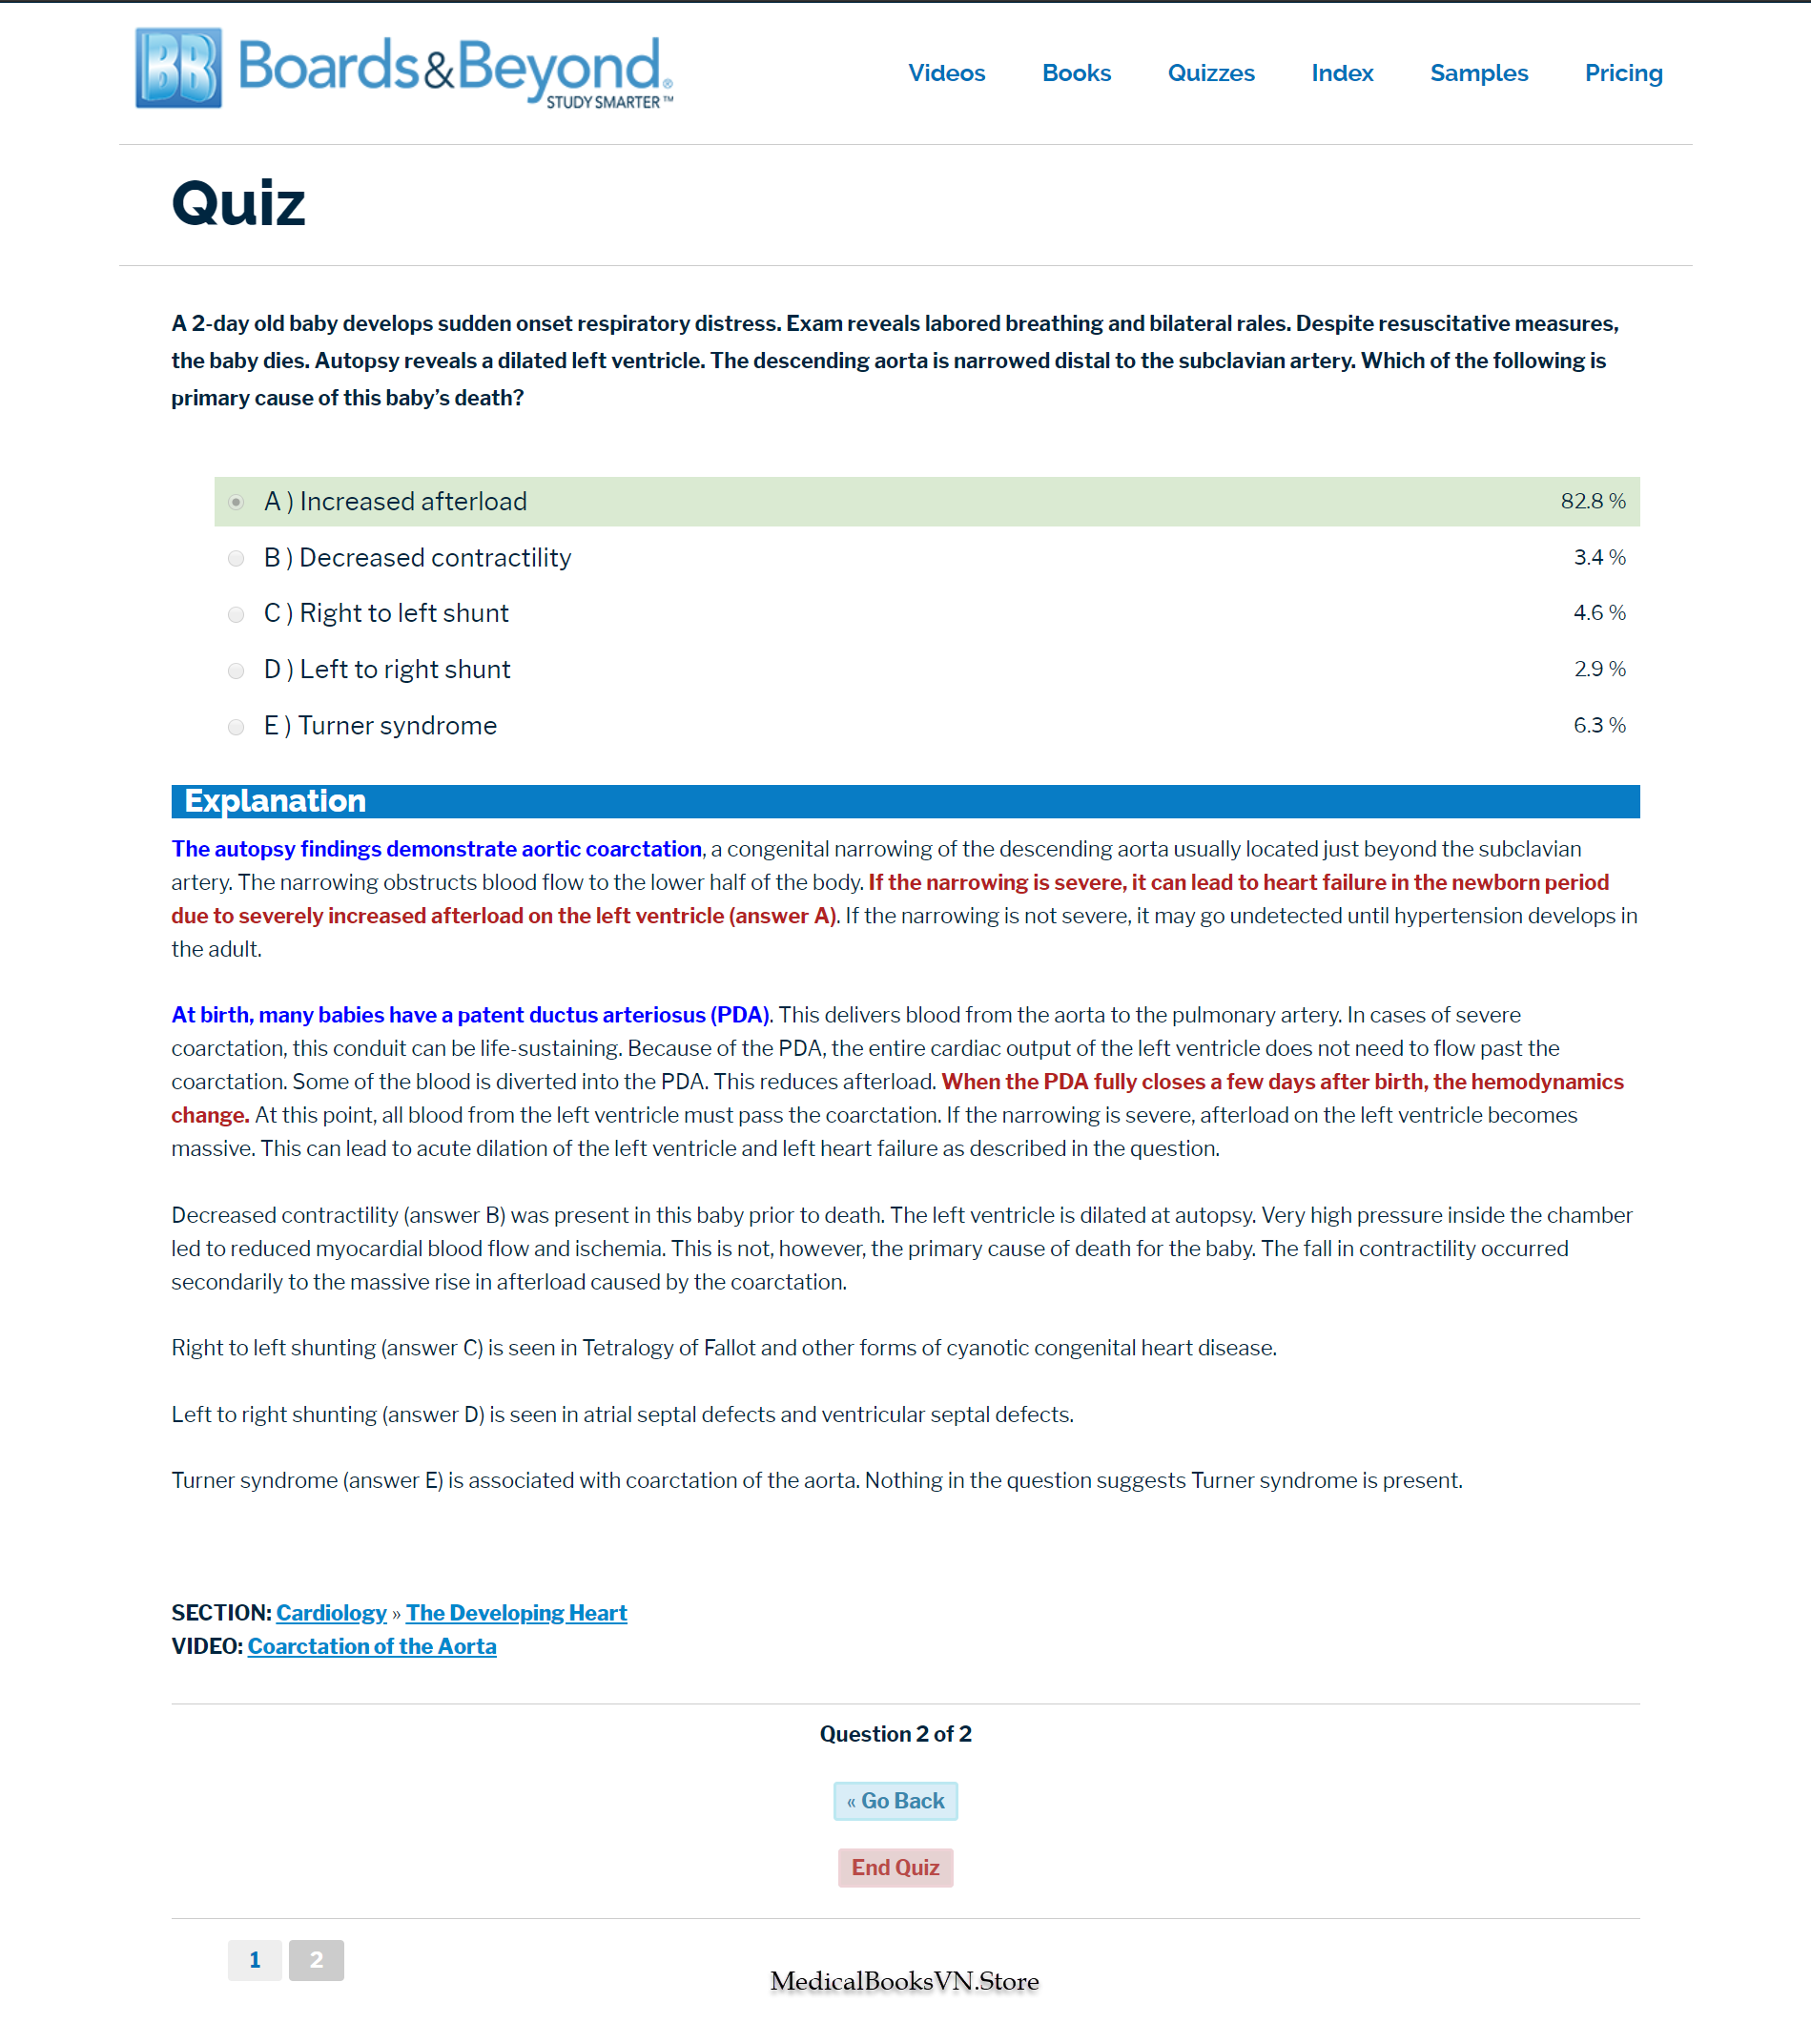 BB Boards&Beyond®
STUDY SMARTER™
Videos Books Quizzes Index Samples Pricing
Quiz
A 2-day old baby develops sudden onset respiratory distress. Exam reveals labored breathing and bilateral rales. Despite resuscitative measures,
the baby dies. Autopsy reveals a dilated left ventricle. The descending aorta is narrowed distal to the subclavian artery. Which of the following is
primary cause of this baby’s death?
A ) Increased afterload 82.8 %
B ) Decreased contractility 3.4 %
C ) Right to left shunt 4.6 %
D ) Left to right shunt 2.9 %
E ) Turner syndrome 6.3 %
Explanation
The autopsy findings demonstrate aortic coarctation, a congenital narrowing of the descending aorta usually located just beyond the subclavian
artery. The narrowing obstructs blood flow to the lower half of the body. If the narrowing is severe, it can lead to heart failure in the newborn period
due to severely increased afterload on the left ventricle (answer A). If the narrowing is not severe, it may go undetected until hypertension develops in
the adult.
At birth, many babies have a patent ductus arteriosus (PDA). This delivers blood from the aorta to the pulmonary artery. In cases of severe
coarctation, this conduit can be life-sustaining. Because of the PDA, the entire cardiac output of the left ventricle does not need to flow past the
coarctation. Some of the blood is diverted into the PDA. This reduces afterload. When the PDA fully closes a few days after birth, the hemodynamics
change. At this point, all blood from the left ventricle must pass the coarctation. If the narrowing is severe, afterload on the left ventricle becomes
massive. This can lead to acute dilation of the left ventricle and left heart failure as described in the question.
Decreased contractility (answer B) was present in this baby prior to death. The left ventricle is dilated at autopsy. Very high pressure inside the chamber
led to reduced myocardial blood flow and ischemia. This is not, however, the primary cause of death for the baby. The fall in contractility occurred
secondarily to the massive rise in afterload caused by the coarctation.
Right to left shunting (answer C) is seen in Tetralogy of Fallot and other forms of cyanotic congenital heart disease.
Left to right shunting (answer D) is seen in atrial septal defects and ventricular septal defects.
Turner syndrome (answer E) is associated with coarctation of the aorta. Nothing in the question suggests Turner syndrome is present.
SECTION: Cardiology » The Developing Heart
VIDEO: Coarctation of the Aorta
Question 2 of 2
« Go Back
End Quiz
1 2
MedicalBooksVN.Store